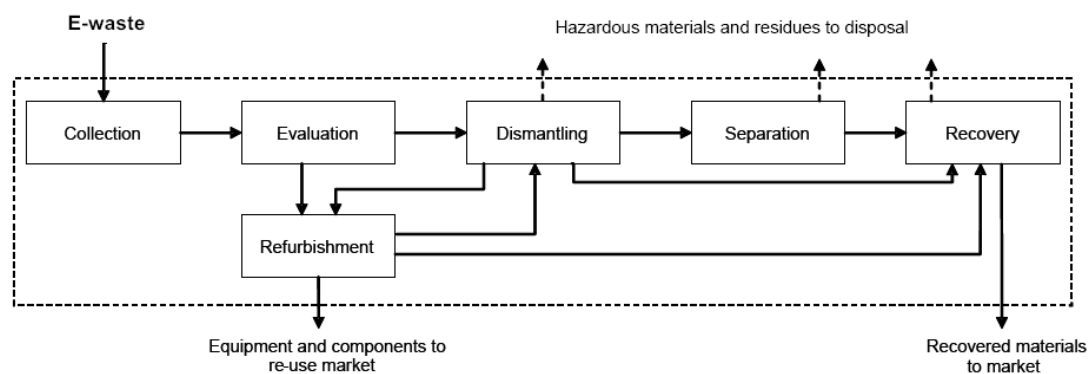 E-waste
Hazardous materials and residues to disposal
Collection
Evaluation
Dismantling
Separation
Recovery
Refurbishment
Equipment and components to
re-use market
Recovered materials
to market